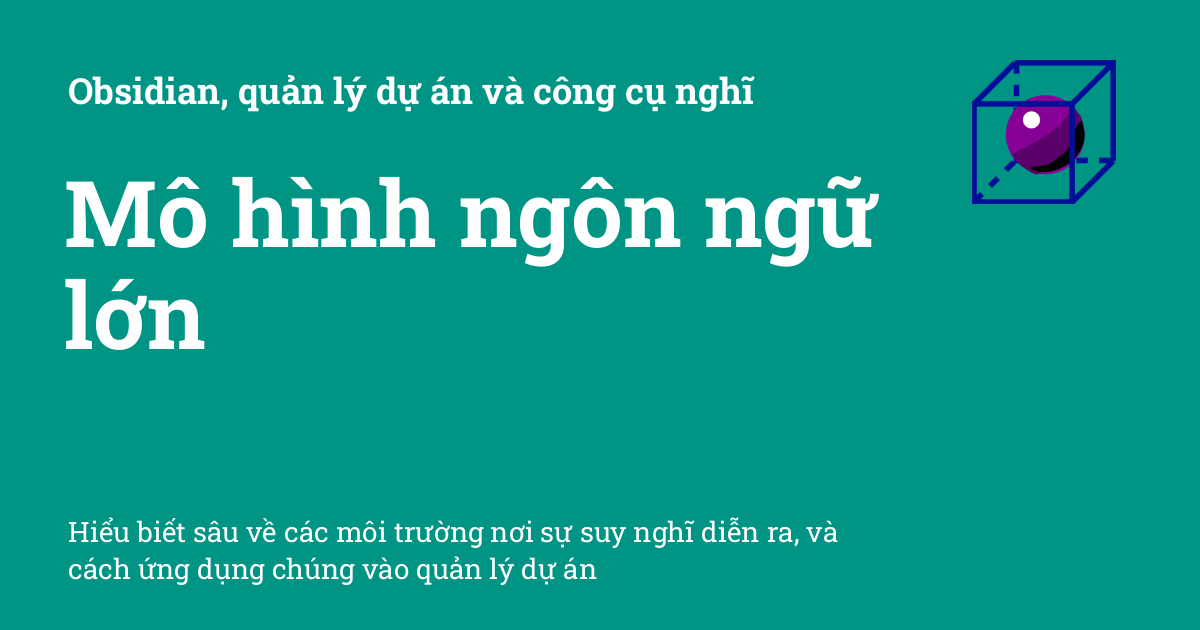 Obsidian, quản lý dự án và công cụ nghĩ
Mô hình ngôn ngữ
lớn
Hiểu biết sâu về các môi trường nơi sự suy nghĩ diễn ra, và
cách ứng dụng chúng vào quản lý dự án